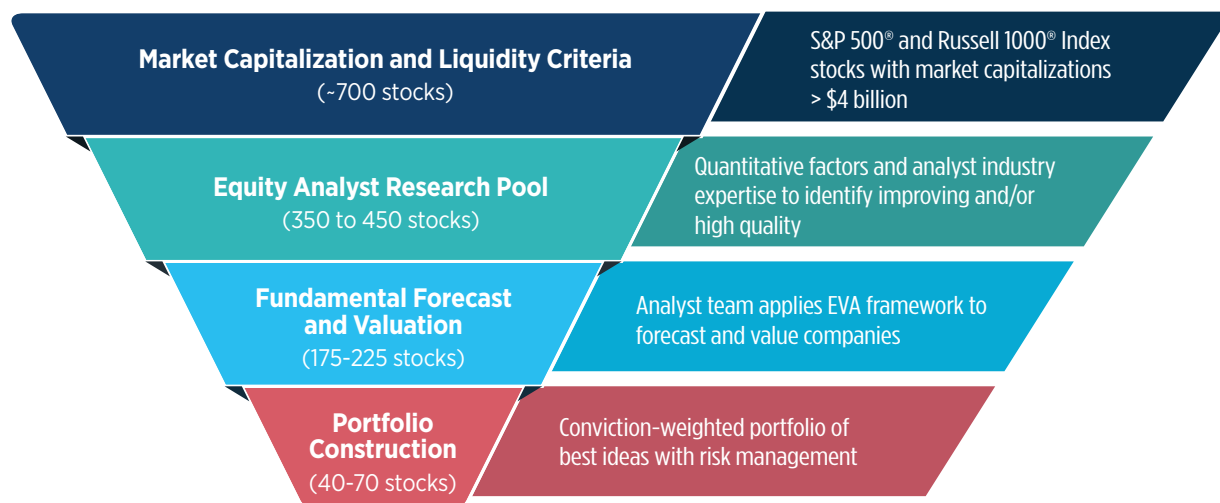 Market Capitalization and Liquidity Criteria
(~700 stocks)
S&P 500® and Russell 1000® Index
stocks with market capitalizations
> $4 billion
Equity Analyst Research Pool
(350 to 450 stocks)
Quantitative factors and analyst industry
expertise to identify improving and/or
high quality
Fundamental Forecast
and Valuation
(175-225 stocks)
Analyst team applies EVA framework to
forecast and value companies
Portfolio
Construction
(40-70 stocks)
Conviction-weighted portfolio of
best ideas with risk management